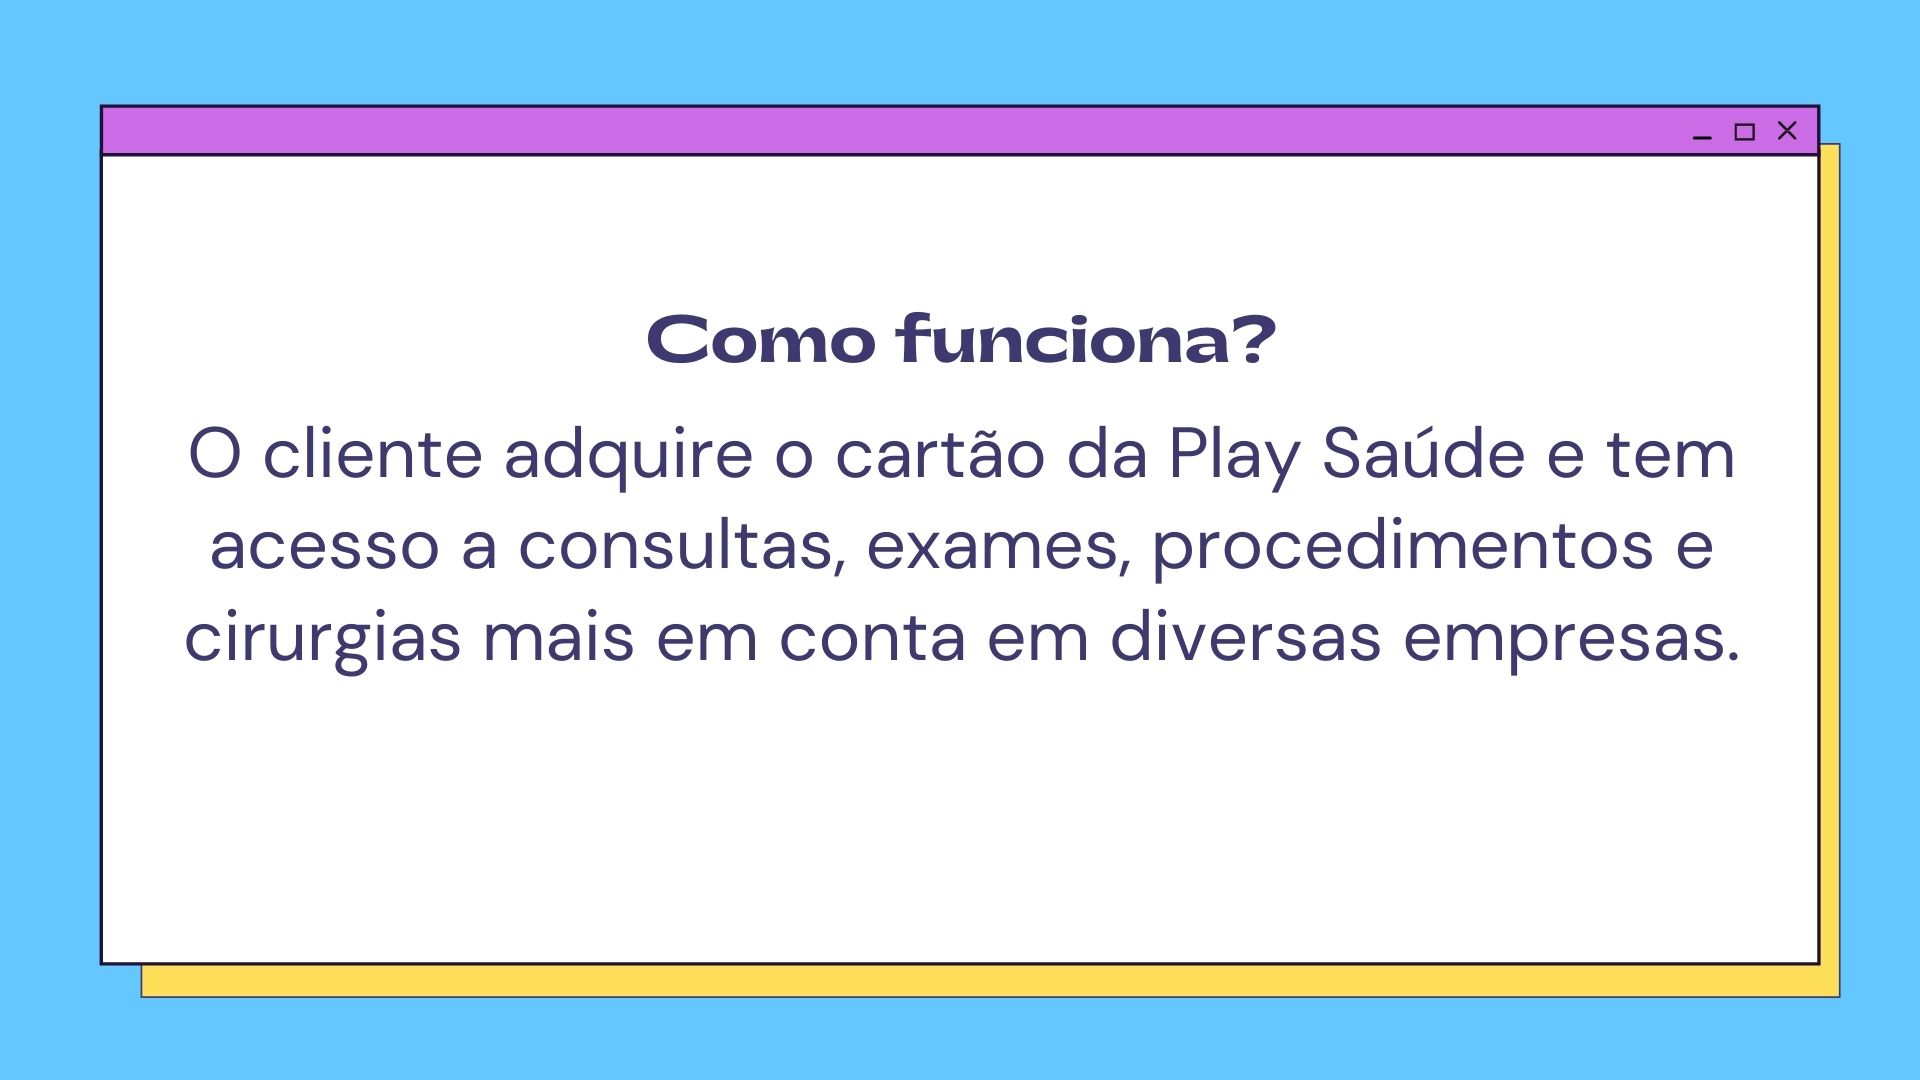 Como funciona?
O cliente adquire o cartão da Play Saúde e tem
acesso a consultas, exames, procedimentos e
cirurgias mais em conta em diversas empresas.